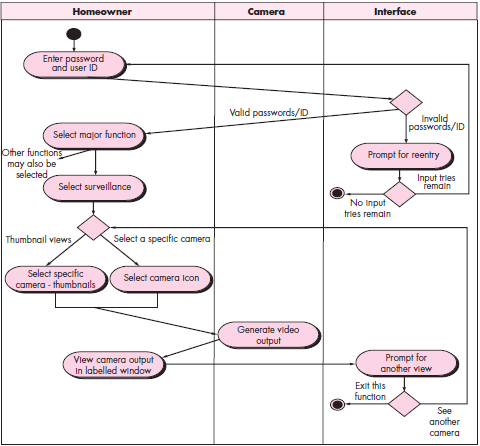 Homeowner
Camera
Interface
Enter password
and user ID
Valid passwords/ID
Invalid
passwords/ID
Select major function
Prompt for reentry
Other functions
may also be
selected
Input tries
remain
Select surveillance
No input
tries remain
Thumbnail views
Select a specific camera
Select specific
camera - thumbnails
Select camera icon
Generate video
output
View camera output
in labelled window
Prompt for
another view
Exit this
function
See
another
camera